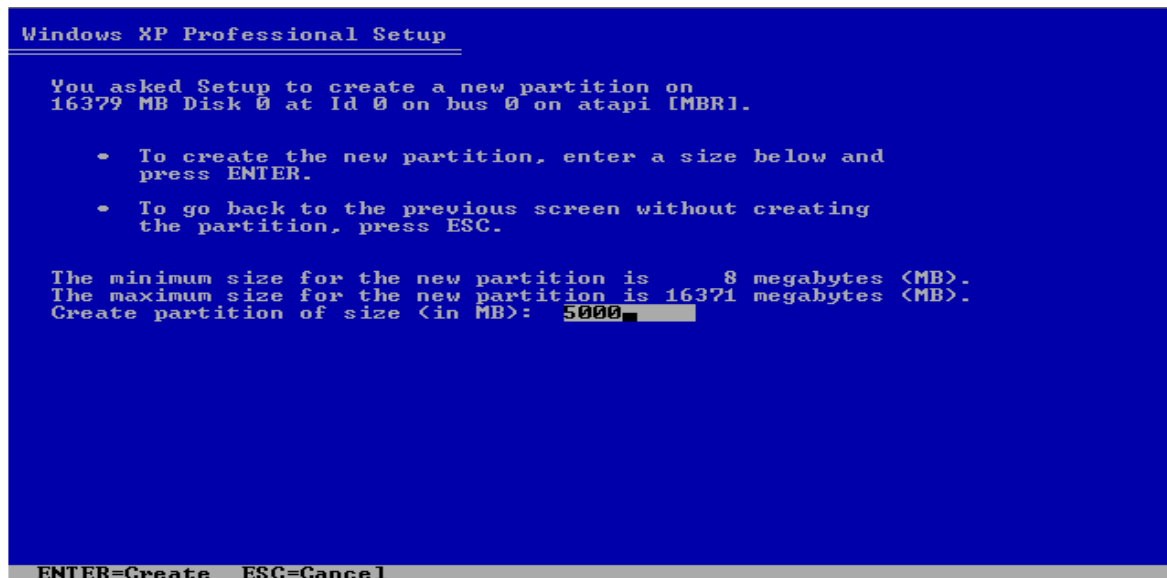 Windows XP Professional Setup
You asked Setup to create a new partition on
16379 MB Disk 0 at Id 0 on bus 0 on atapi [MBR].
• To create the new partition, enter a size below and
press ENTER.
• To go back to the previous screen without creating
the partition, press ESC.
The minimum size for the new partition is 8 megabytes (MB).
The maximum size for the new partition is 16371 megabytes (MB).
Create partition of size (in MB): 5000_
ENTER=Create ESC=Cancel